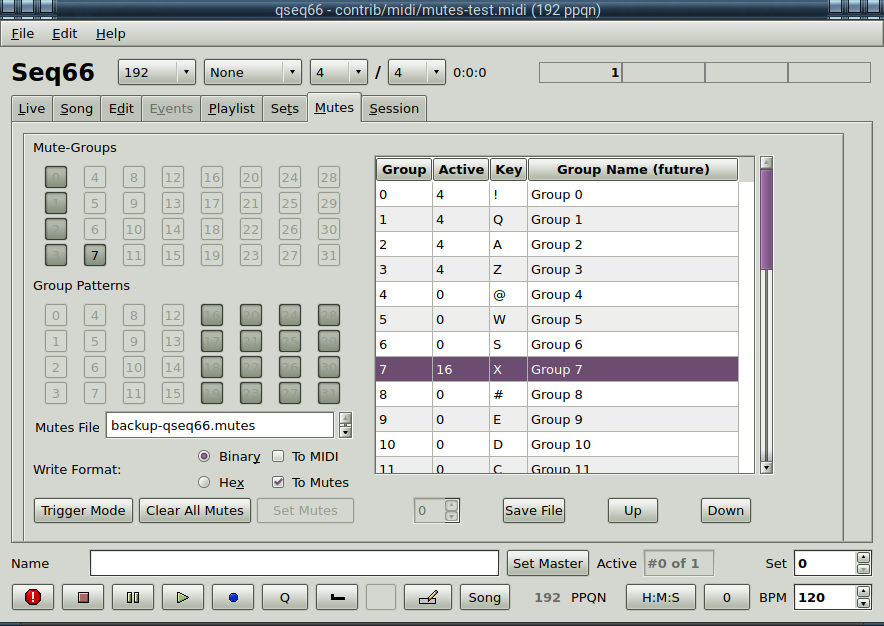 qseq66 - contrib/midi/mutes-test.midi (192 ppqn)
File Edit Help
Seq66 192 None 4 / 4 0:0:0 1
Live Song Edit Events Playlist Sets Mutes Session
Mute-Groups
0 4 8 12 16 20 24 28
1 5 9 13 17 21 25 29
2 6 10 14 18 22 26 30
3 7 11 15 19 23 27 31
Group Patterns
0 4 8 12 16 20 24 28
1 5 9 13 17 21 25 29
2 6 10 14 18 22 26 30
3 7 11 15 19 23 27 31
Mutes File backup-qseq66.mutes
Write Format: Binary To MIDI
Hex To Mutes
Group Active Key Group Name (future)
0 4 ! Group 0
1 4 Q Group 1
2 4 A Group 2
3 4 Z Group 3
4 0 @ Group 4
5 0 W Group 5
6 0 S Group 6
7 16 X Group 7
8 0 # Group 8
9 0 E Group 9
10 0 D Group 10
11 0 C Group 11
Trigger Mode Clear All Mutes Set Mutes 0 Save File Up Down
Name Set Master Active #0 of 1 Set 0
! Q Song 192 PPQN H:M:S 0 BPM 120